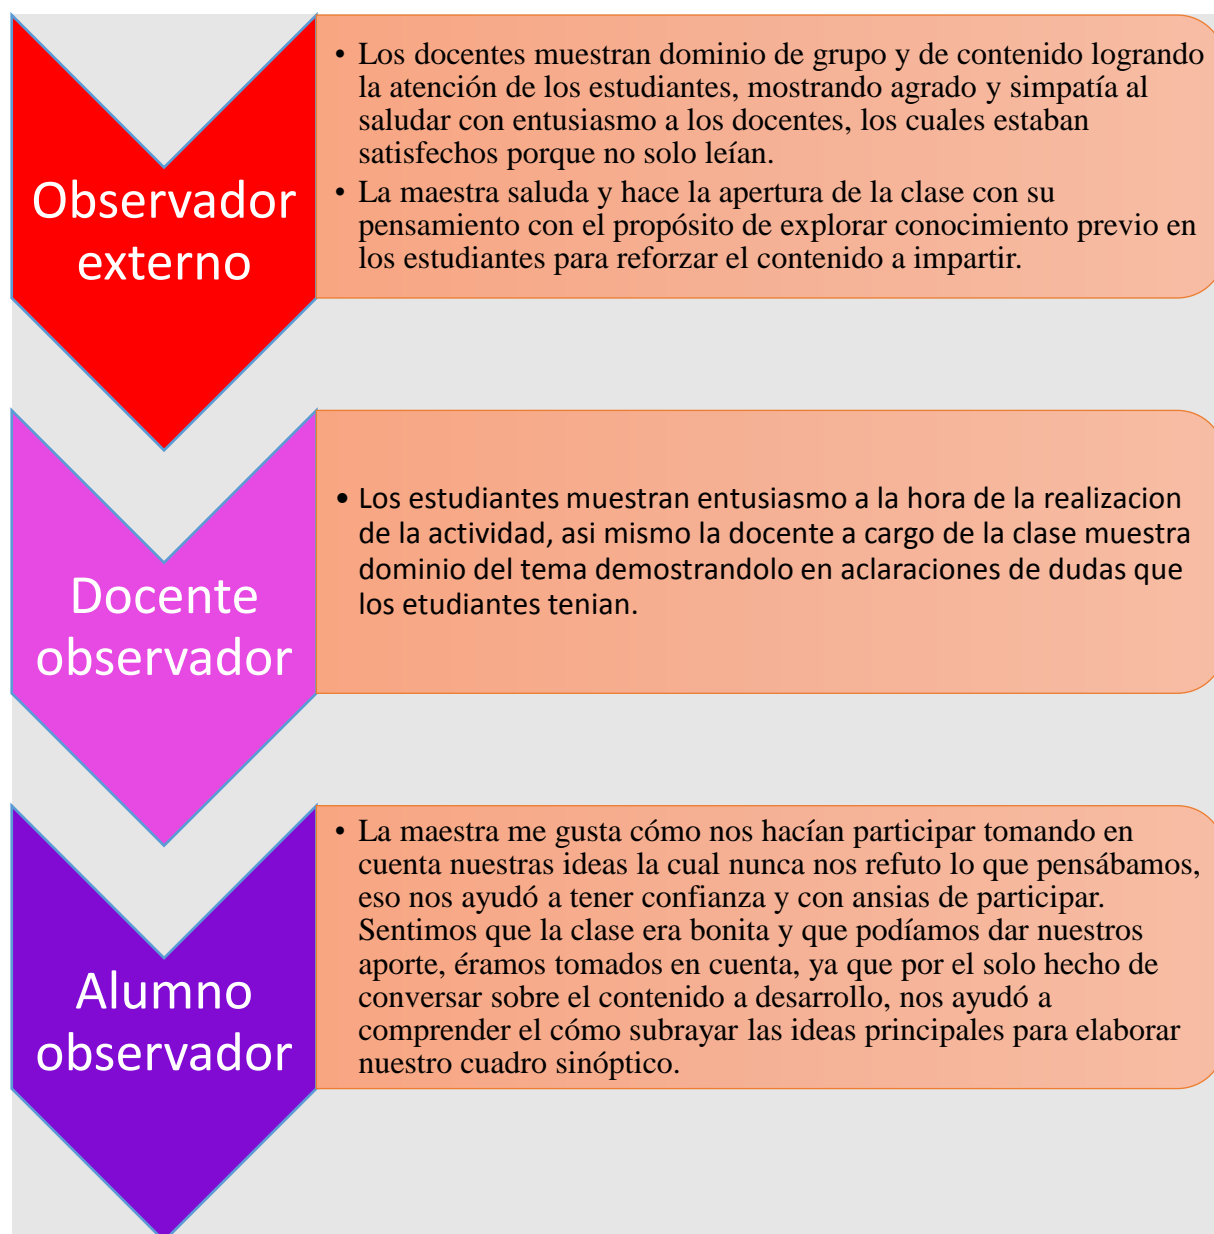 Observador
externo
• Los docentes muestran dominio de grupo y de contenido logrando
la atención de los estudiantes, mostrando agrado y simpatía al
saludar con entusiasmo a los docentes, los cuales estaban
satisfechos porque no solo leían.
• La maestra saluda y hace la apertura de la clase con su
pensamiento con el propósito de explorar conocimiento previo en
los estudiantes para reforzar el contenido a impartir.
Docente
observador
• Los estudiantes muestran entusiasmo a la hora de la realizacion
de la actividad, asi mismo la docente a cargo de la clase muestra
dominio del tema demostrandolo en aclaraciones de dudas que
los etudiantes tenian.
Alumno
observador
• La maestra me gusta cómo nos hacían participar tomando en
cuenta nuestras ideas la cual nunca nos refuto lo que pensábamos,
eso nos ayudó a tener confianza y con ansias de participar.
Sentimos que la clase era bonita y que podíamos dar nuestros
aporte, éramos tomados en cuenta, ya que por el solo hecho de
conversar sobre el contenido a desarrollo, nos ayudó a
comprender el cómo subrayar las ideas principales para elaborar
nuestro cuadro sinóptico.